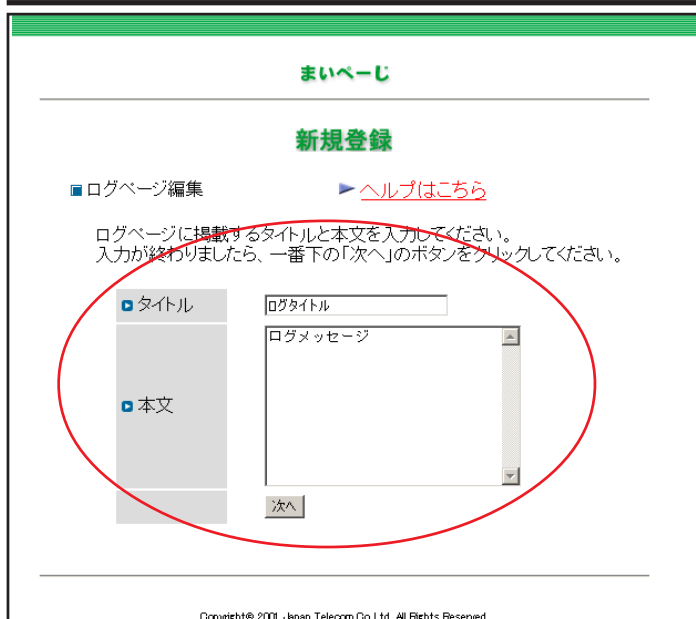 まいぺーじ
新規登録
ログページ編集
ヘルプはこちら
ログページに掲載するタイトルと本文を入力してください。
入力が終わりましたら、一番下の「次へ」のボタンをクリックしてください。
タイトル
ログタイトル
本文
ログメッセージ
次へ
Copyright© 2001 Japan Telecom Co.,Ltd. All Rights Reserved.